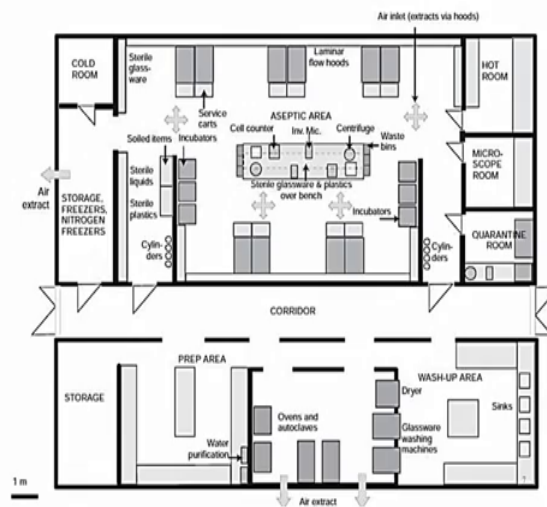 Air inlet (extracts via hoods)
COLD
ROOM
Sterile
glass-
ware
Laminar
flow hoods
HOT
ROOM
Service
carts
ASEPTIC AREA
Soiled items
Incubators
Cell counter
Inv. Mic.
Centrifuge
Waste
bins
MICRO-
SCOPE
ROOM
Air
extract
Sterile
liquids
Sterile glassware & plastics
over bench
STORAGE,
FREEZERS,
NITROGEN
FREEZERS
Sterile
plastics
Incubators
QUARANTINE
ROOM
Cylin-
ders
Cylin-
ders
CORRIDOR
PREP AREA
WASH-UP AREA
STORAGE
Dryer
Ovens and
autoclaves
Glassware
washing
machines
Sinks
Water
purification
1 m
Air extract